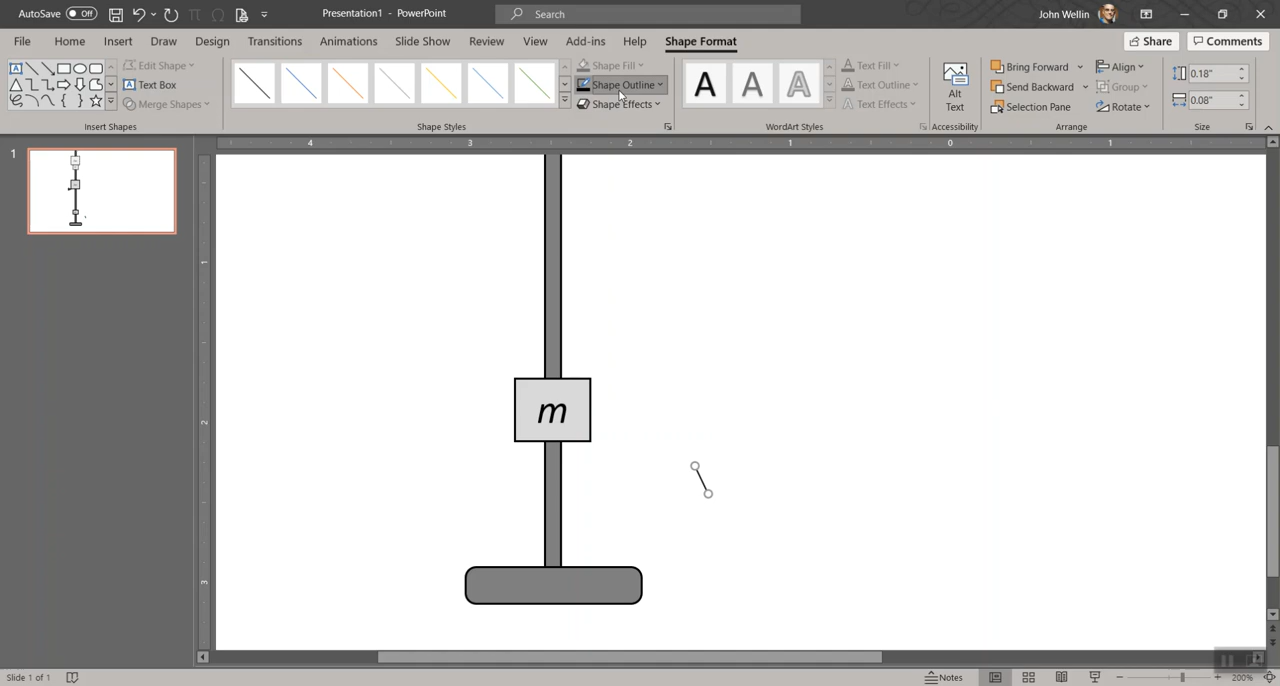 AutoSave Off Presentation1 - PowerPoint Search John Wellin
File Home Insert Draw Design Transitions Animations Slide Show Review View Add-ins Help Shape Format Share Comments
Edit Shape
Text Box
Merge Shapes
Insert Shapes
Shape Fill
Shape Outline
Shape Effects
Shape Styles
A A A
Text Fill
Text Outline
Text Effects
WordArt Styles
Alt
Text
Accessibility
Bring Forward
Send Backward
Selection Pane
Align
Group
Rotate
Arrange
0.18"
0.08"
Size
4 3 2 1 0 1
1
1
2
3
m
Slide 1 of 1 Notes 200%